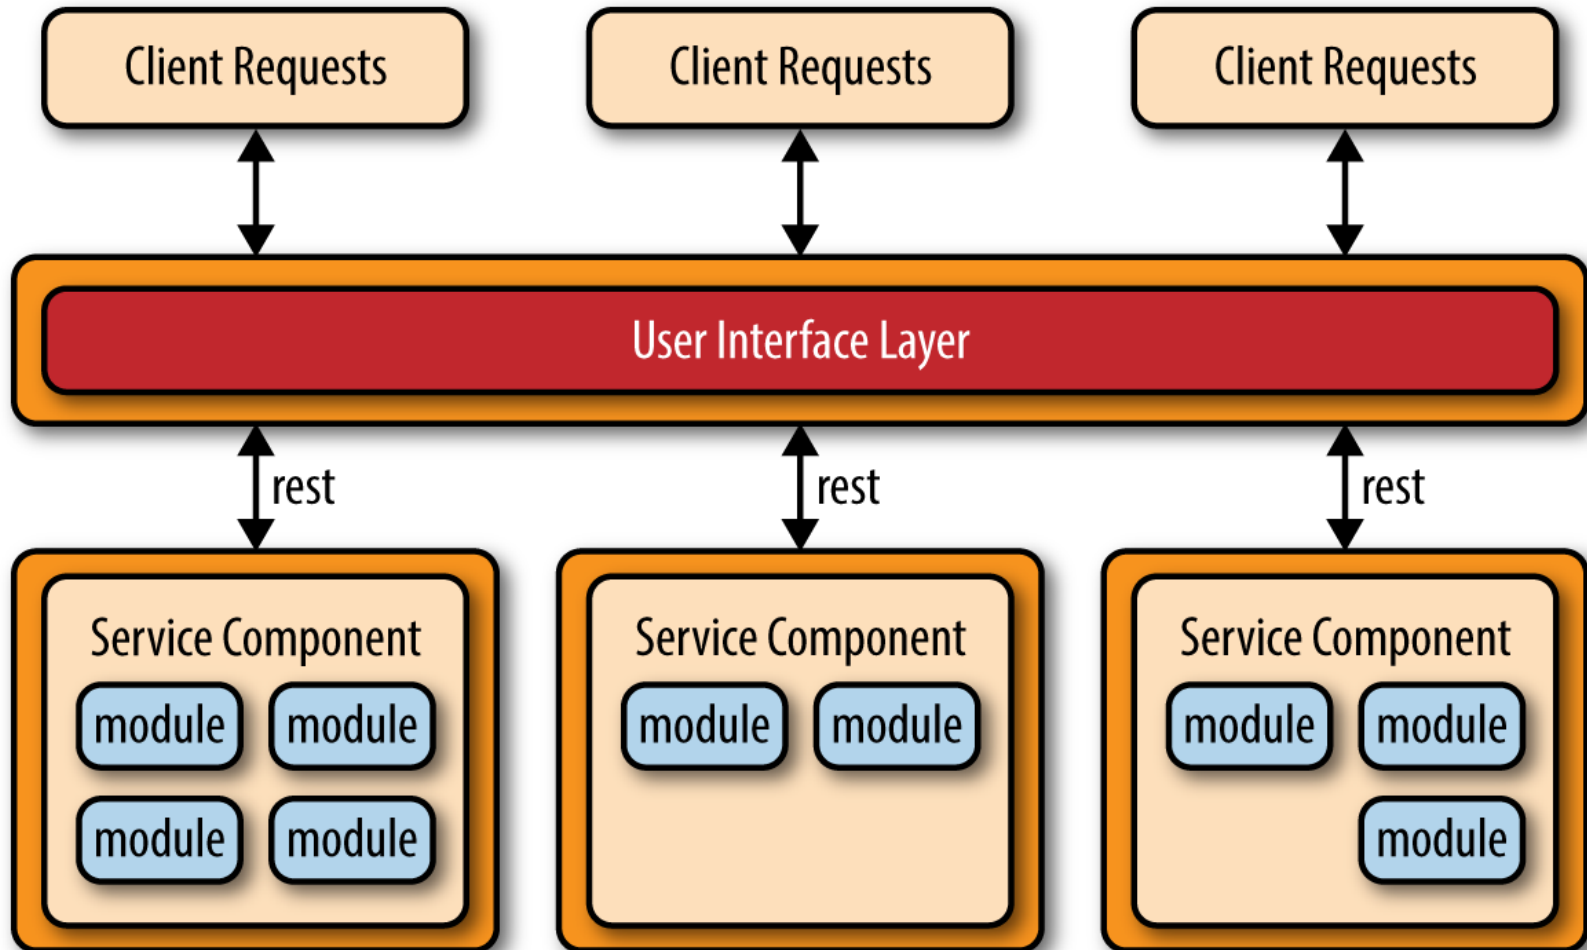 Client Requests
Client Requests
Client Requests
User Interface Layer
rest
rest
rest
Service Component
module module
module module
Service Component
module module
Service Component
module module
module